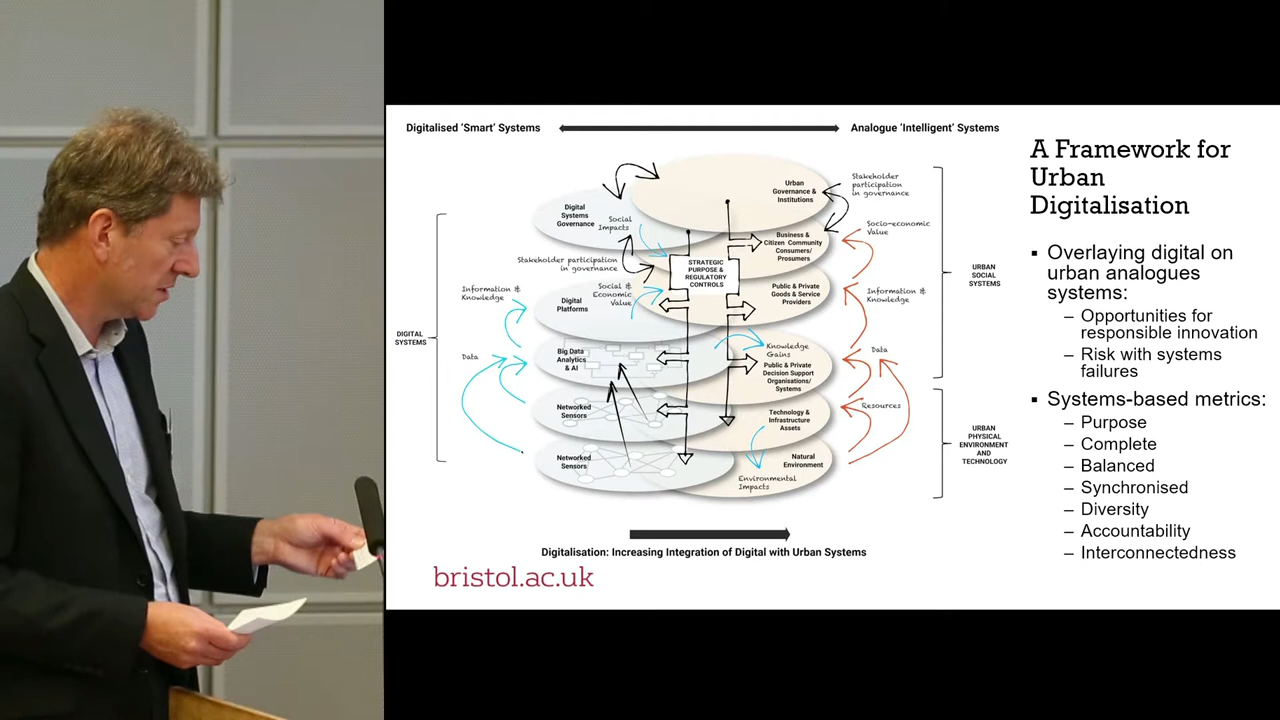 Digitalised ‘Smart’ Systems
Analogue ‘Intelligent’ Systems
Digital
Systems
Governance
Social
Impacts
Urban
Governance &
Institutions
Stakeholder
participation
in governance
Socio-economic
Value
Business &
Citizen Community
Consumers/
Prosumers
Stakeholder participation
in governance
STRATEGIC
PURPOSE &
REGULATORY
CONTROLS
Information &
Knowledge
Digital
Platforms
Social &
Economic
Value
Public & Private
Goods & Service
Providers
Information &
Knowledge
URBAN
SOCIAL
SYSTEMS
DIGITAL
SYSTEMS
Data
Big Data
Analytics
& AI
Knowledge
Gains
Public & Private
Decision Support
Organisations/
Systems
Data
Networked
Sensors
Technology &
Infrastructure
Assets
Resources
Networked
Sensors
Natural
Environment
Environmental
Impacts
URBAN
PHYSICAL
ENVIRONMENT
AND
TECHNOLOGY
Digitalisation: Increasing Integration of Digital with Urban Systems
bristol.ac.uk
A Framework for
Urban
Digitalisation
▪ Overlaying digital on
urban analogues
systems:
– Opportunities for
responsible innovation
– Risk with systems
failures
▪ Systems-based metrics:
– Purpose
– Complete
– Balanced
– Synchronised
– Diversity
– Accountability
– Interconnectedness